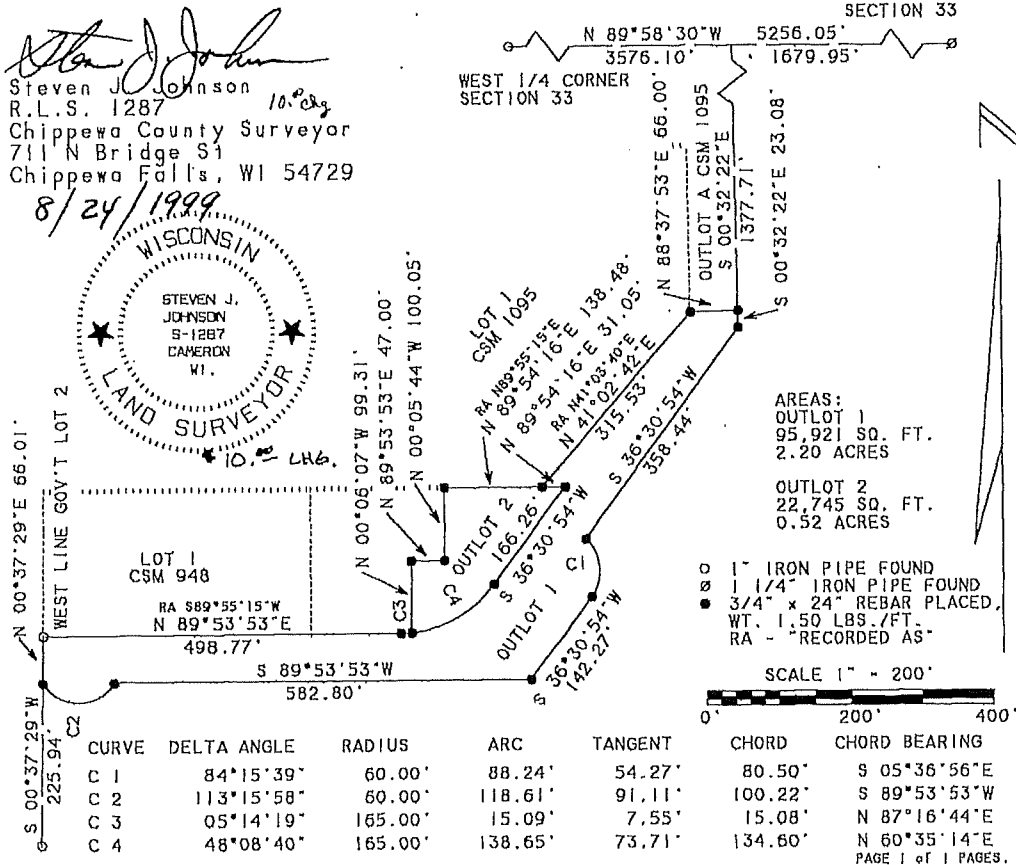 SECTION 33
N 89°58'30"W 5256.05'
3576.10' 1679.95'
WEST 1/4 CORNER
SECTION 33
Steven J Johnson
R.L.S. 1287
10.00 chg
Chippewa County Surveyor
711 N Bridge St
Chippewa Falls, WI 54729
8/24/1999
WISCONSIN
STEVEN J.
JOHNSON
S-1287
CAMERON
WI.
LAND SURVEYOR
10.00 LHG.
N 88°37'53"E 66.00'
OUTLOT A CSM 1095
S 00°32'22"E
1377.71'
S 00°32'22"E 23.08'
LOT 1
CSM 1095
RA N89°55'15"E
N 89°54'16"E 138.48'
N 89°54'16"E 31.05'
RA N41°03'40"E
N 41°02'42"E
315.53'
S 36°30'54"W
358.44'
N 00°06'07"W 99.31'
N 89°53'53"E 47.00'
N 00°05'44"W 100.05'
N 00°37'29"E 66.01'
WEST LINE GOV'T LOT 2
LOT 1
CSM 948
RA S89°55'15"W
N 89°53'53"E
498.77'
C3
C4
OUTLOT 2
166.26'
S 36°30'54"W
OUTLOT 1
C1
S 36°30'54"W
142.27'
S 89°53'53"W
582.80'
C2
S 00°37'29"W
225.94'
AREAS:
OUTLOT 1
95,921 SQ. FT.
2.20 ACRES
OUTLOT 2
22,745 SQ. FT.
0.52 ACRES
1" IRON PIPE FOUND
1 1/4" IRON PIPE FOUND
3/4" x 24" REBAR PLACED,
WT. 1.50 LBS./FT.
RA - "RECORDED AS"
SCALE 1" = 200'
0' 200' 400'
CURVE DELTA ANGLE RADIUS ARC TANGENT CHORD CHORD BEARING
C 1 84°15'39" 60.00' 88.24' 54.27' 80.50' S 05°36'56"E
C 2 113°15'58" 60.00' 118.61' 91.11' 100.22' S 89°53'53"W
C 3 05°14'19" 165.00' 15.09' 7.55' 15.08' N 87°16'44"E
C 4 48°08'40" 165.00' 138.65' 73.71' 134.60' N 60°35'14"E
PAGE 1 of 1 PAGES.